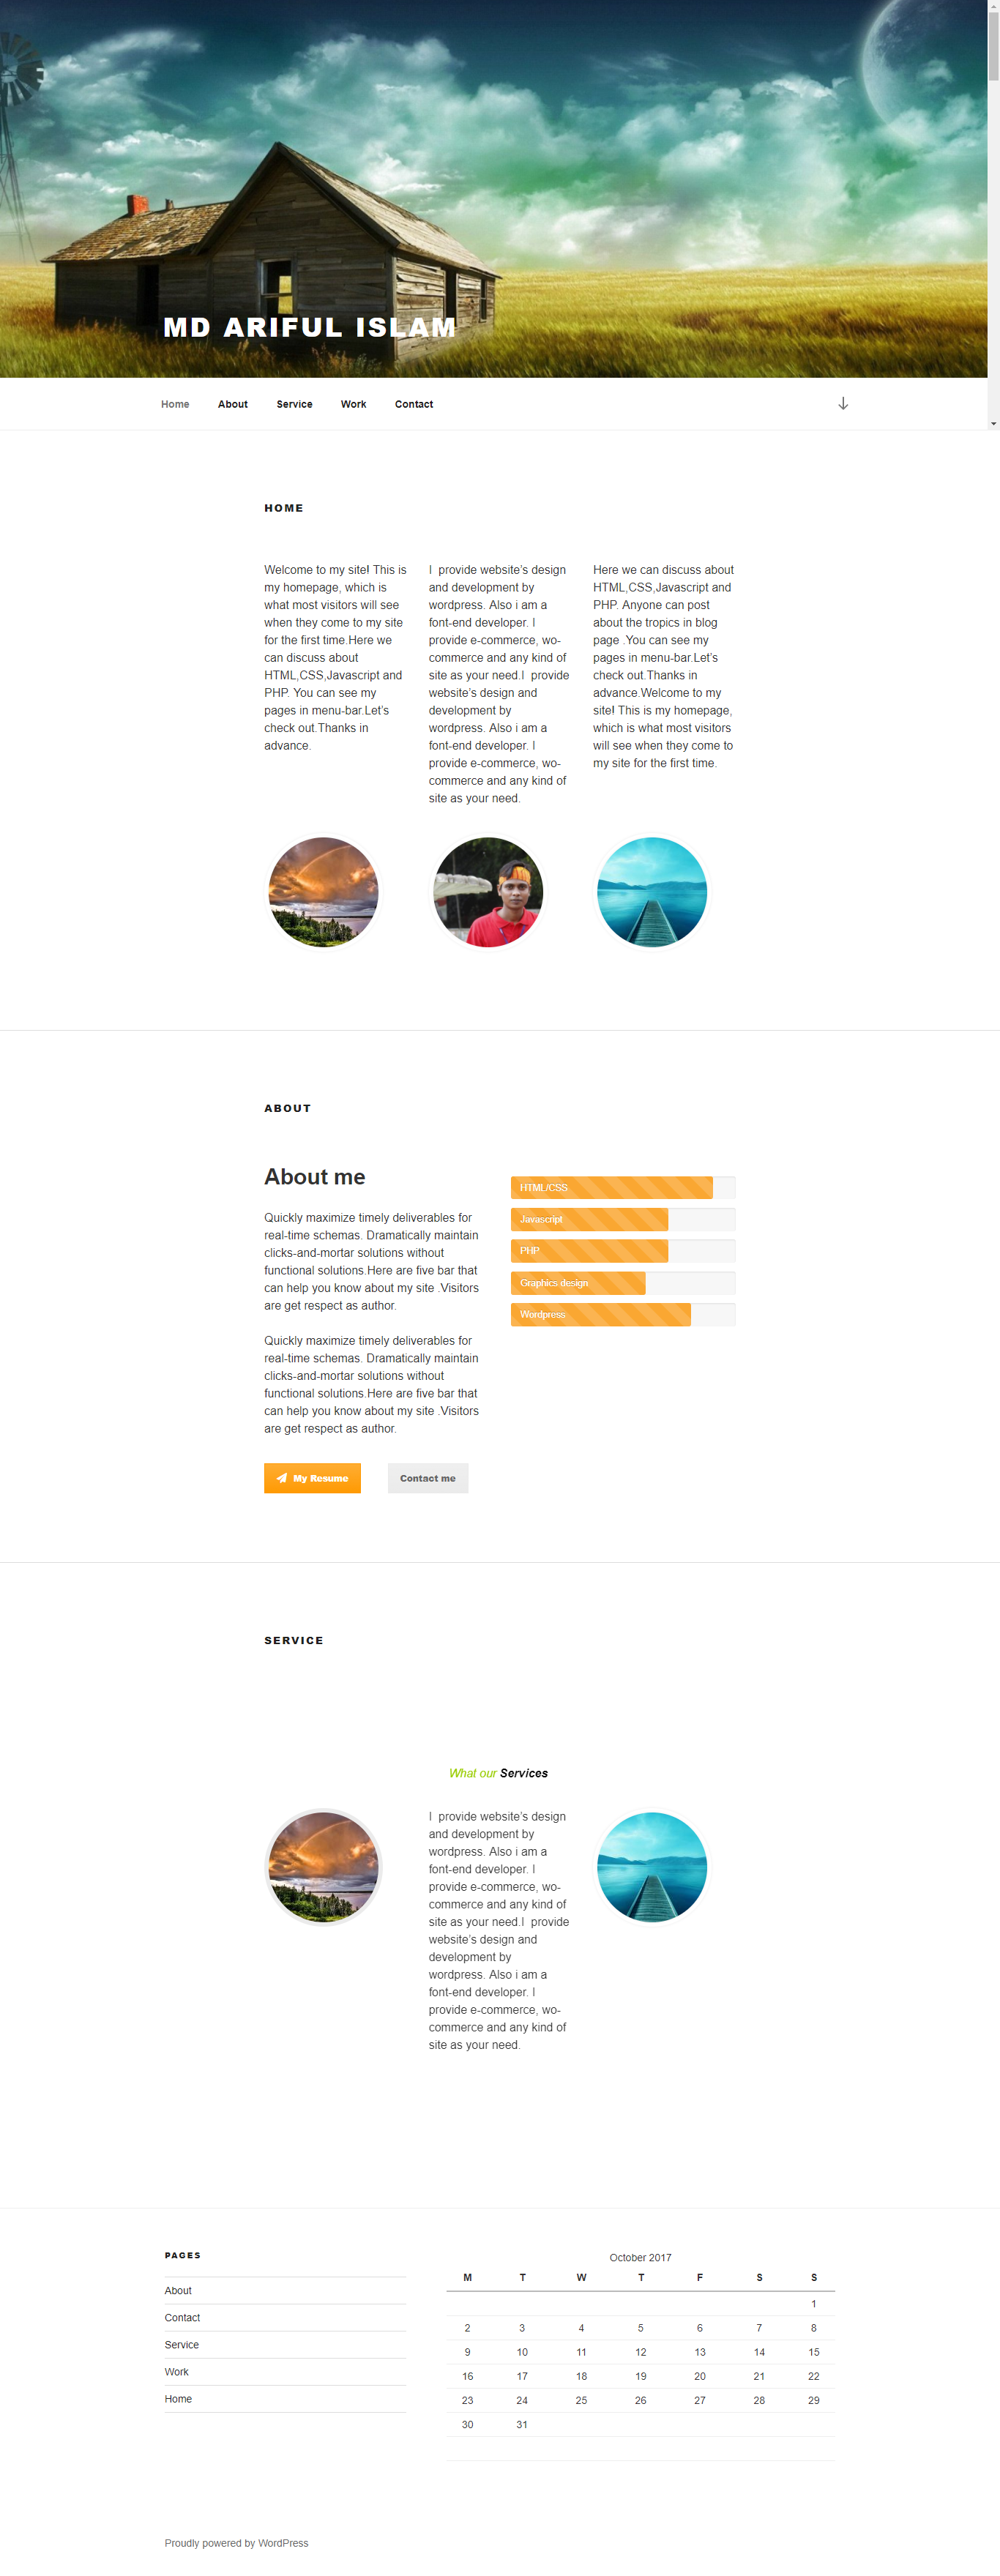 MD ARIFUL ISLAM
Home About Service Work Contact
HOME
Welcome to my site! This is
my homepage, which is
what most visitors will see
when they come to my site
for the first time.Here we
can discuss about
HTML,CSS,Javascript and
PHP. You can see my
pages in menu-bar.Let's
check out.Thanks in
advance.
I provide website's design
and development by
wordpress. Also i am a
font-end developer. I
provide e-commerce, wo-
commerce and any kind of
site as your need.I provide
website's design and
development by
wordpress. Also i am a
font-end developer. I
provide e-commerce, wo-
commerce and any kind of
site as your need.
Here we can discuss about
HTML,CSS,Javascript and
PHP. Anyone can post
about the tropics in blog
page .You can see my
pages in menu-bar.Let's
check out.Thanks in
advance.Welcome to my
site! This is my homepage,
which is what most visitors
will see when they come to
my site for the first time.
ABOUT
About me
Quickly maximize timely deliverables for
real-time schemas. Dramatically maintain
clicks-and-mortar solutions without
functional solutions.Here are five bar that
can help you know about my site .Visitors
are get respect as author.
Quickly maximize timely deliverables for
real-time schemas. Dramatically maintain
clicks-and-mortar solutions without
functional solutions.Here are five bar that
can help you know about my site .Visitors
are get respect as author.
My Resume Contact me
HTML/CSS
Javascript
PHP
Graphics design
Wordpress
SERVICE
What our Services
I provide website's design
and development by
wordpress. Also i am a
font-end developer. I
provide e-commerce, wo-
commerce and any kind of
site as your need.I provide
website's design and
development by
wordpress. Also i am a
font-end developer. I
provide e-commerce, wo-
commerce and any kind of
site as your need.
PAGES
About
Contact
Service
Work
Home
October 2017
M T W T F S S
1
2 3 4 5 6 7 8
9 10 11 12 13 14 15
16 17 18 19 20 21 22
23 24 25 26 27 28 29
30 31
Proudly powered by WordPress